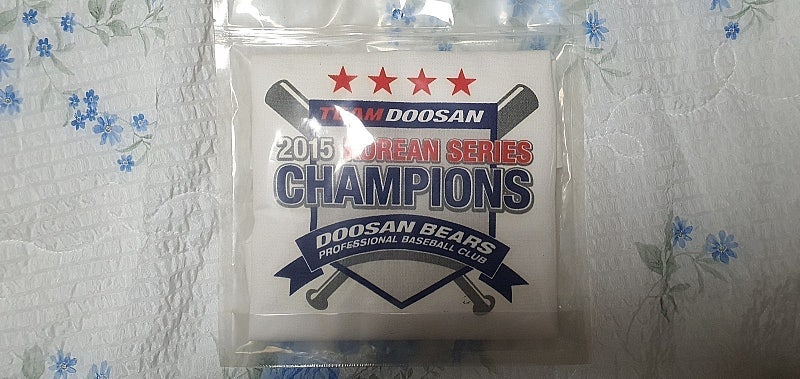 TEAM DOOSAN
2015 KOREAN SERIES
CHAMPIONS
DOOSAN BEARS
PROFESSIONAL BASEBALL CLUB